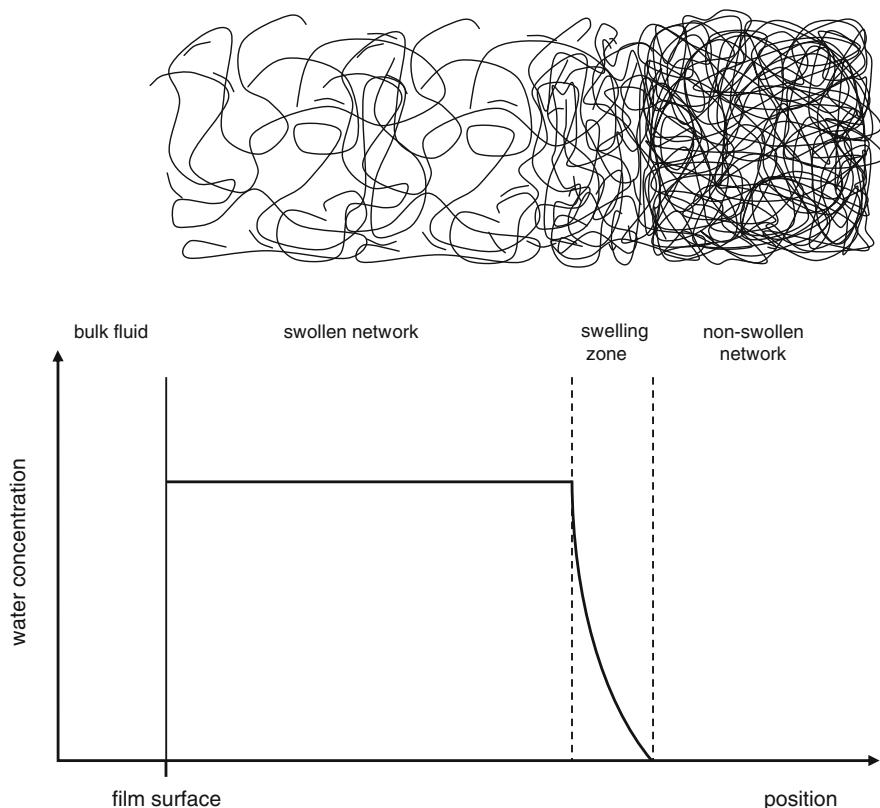 bulk fluid
swollen network
swelling
zone
non-swollen
network
water concentration
film surface
position